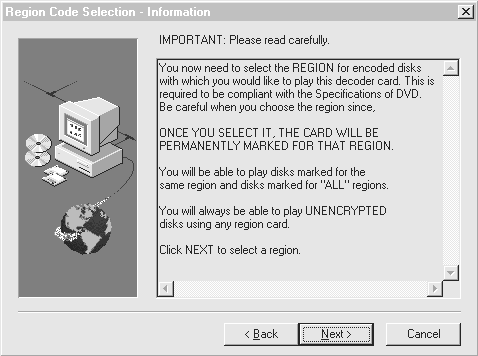 Region Code Selection - Information
IMPORTANT: Please read carefully.
You now need to select the REGION for encoded disks
with which you would like to play this decoder card. This is
required to be compliant with the Specifications of DVD.
Be careful when you choose the region since,
ONCE YOU SELECT IT, THE CARD WILL BE
PERMANENTLY MARKED FOR THAT REGION.
You will be able to play disks marked for the
same region and disks marked for "ALL" regions.
You will always be able to play UNENCRYPTED
disks using any region card.
Click NEXT to select a region.
< Back
Next >
Cancel